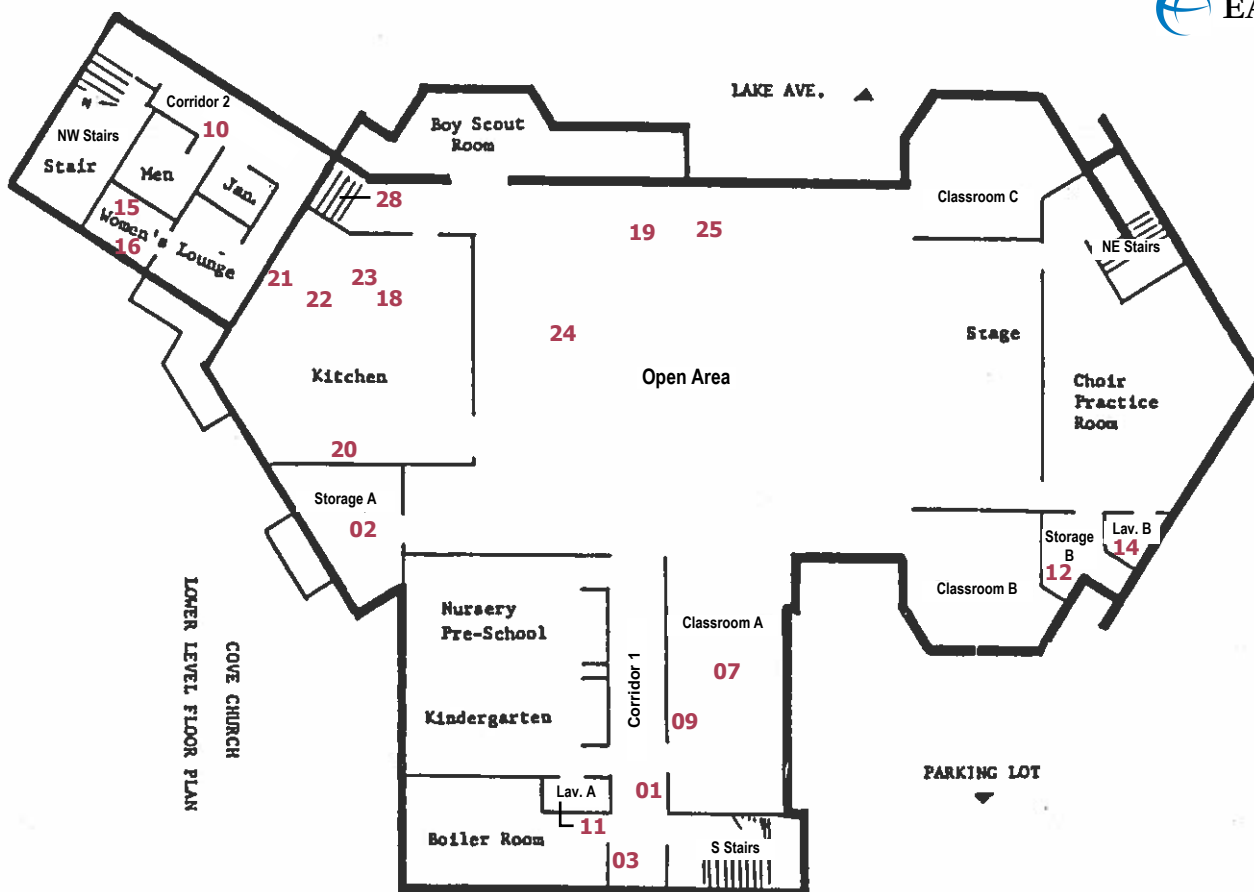 EA
LAKE AVE.
Corridor 2
10
Boy Scout
Room
NW Stairs
Stair
Men
Jan.
15
Women's Lounge
16
28
Classroom C
19
25
NE Stairs
21
22
23
18
24
Stage
Kitchen
Open Area
Choir
Practice
Room
20
Storage A
02
Storage
B
12
Lav. B
14
Classroom B
Nursery
Pre-School
Classroom A
07
Corridor 1
Kindergarten
09
01
Lav. A
11
Boiler Room
03
S Stairs
PARKING LOT
COVE CHURCH
LOWER LEVEL FLOOR PLAN